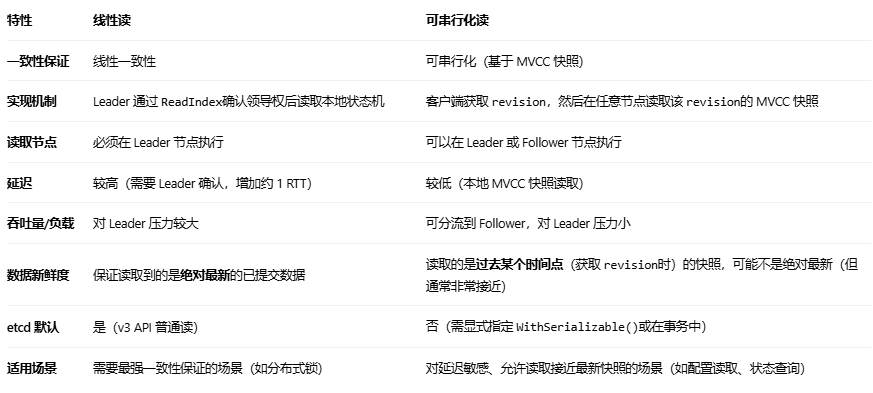 特性 线性读 可串行化读
一致性保证 线性一致性 可串行化（基于 MVCC 快照）
实现机制 Leader 通过 ReadIndex确认领导权后读取本地状态机 客户端获取 revision，然后在任意节点读取该 revision的 MVCC 快照
读取节点 必须在 Leader 节点执行 可以在 Leader 或 Follower 节点执行
延迟 较高（需要 Leader 确认，增加约 1 RTT） 较低（本地 MVCC 快照读取）
吞吐量/负载 对 Leader 压力较大 可分流到 Follower，对 Leader 压力小
数据新鲜度 保证读取到的是绝对最新的已提交数据 读取的是过去某个时间点（获取 revision时）的快照，可能不是绝对最新（但
通常非常接近）
etcd 默认 是（v3 API 普通读） 否（需显式指定 WithSerializable()或在事务中）
适用场景 需要最强一致性保证的场景（如分布式锁） 对延迟敏感、允许读取接近最新快照的场景（如配置读取、状态查询）